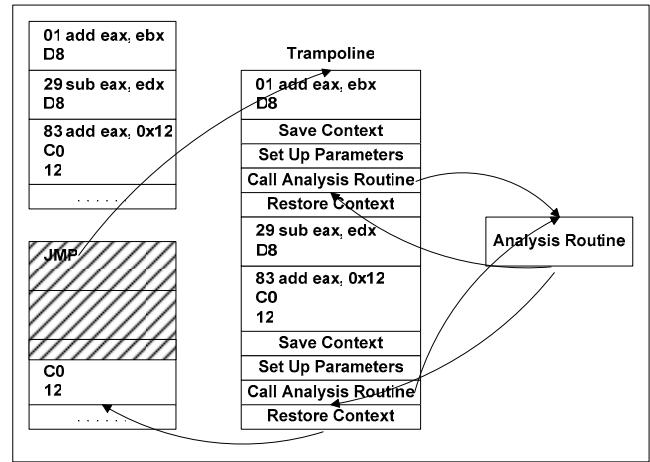 01 add eax, ebx
D8
29 sub eax, edx
D8
83 add eax, 0x12
C0
12
. . . . . .
JMP
C0
12
. . . . . .
Trampoline
01 add eax, ebx
D8
Save Context
Set Up Parameters
Call Analysis Routine
Restore Context
29 sub eax, edx
D8
83 add eax, 0x12
C0
12
Save Context
Set Up Parameters
Call Analysis Routine
Restore Context
Analysis Routine